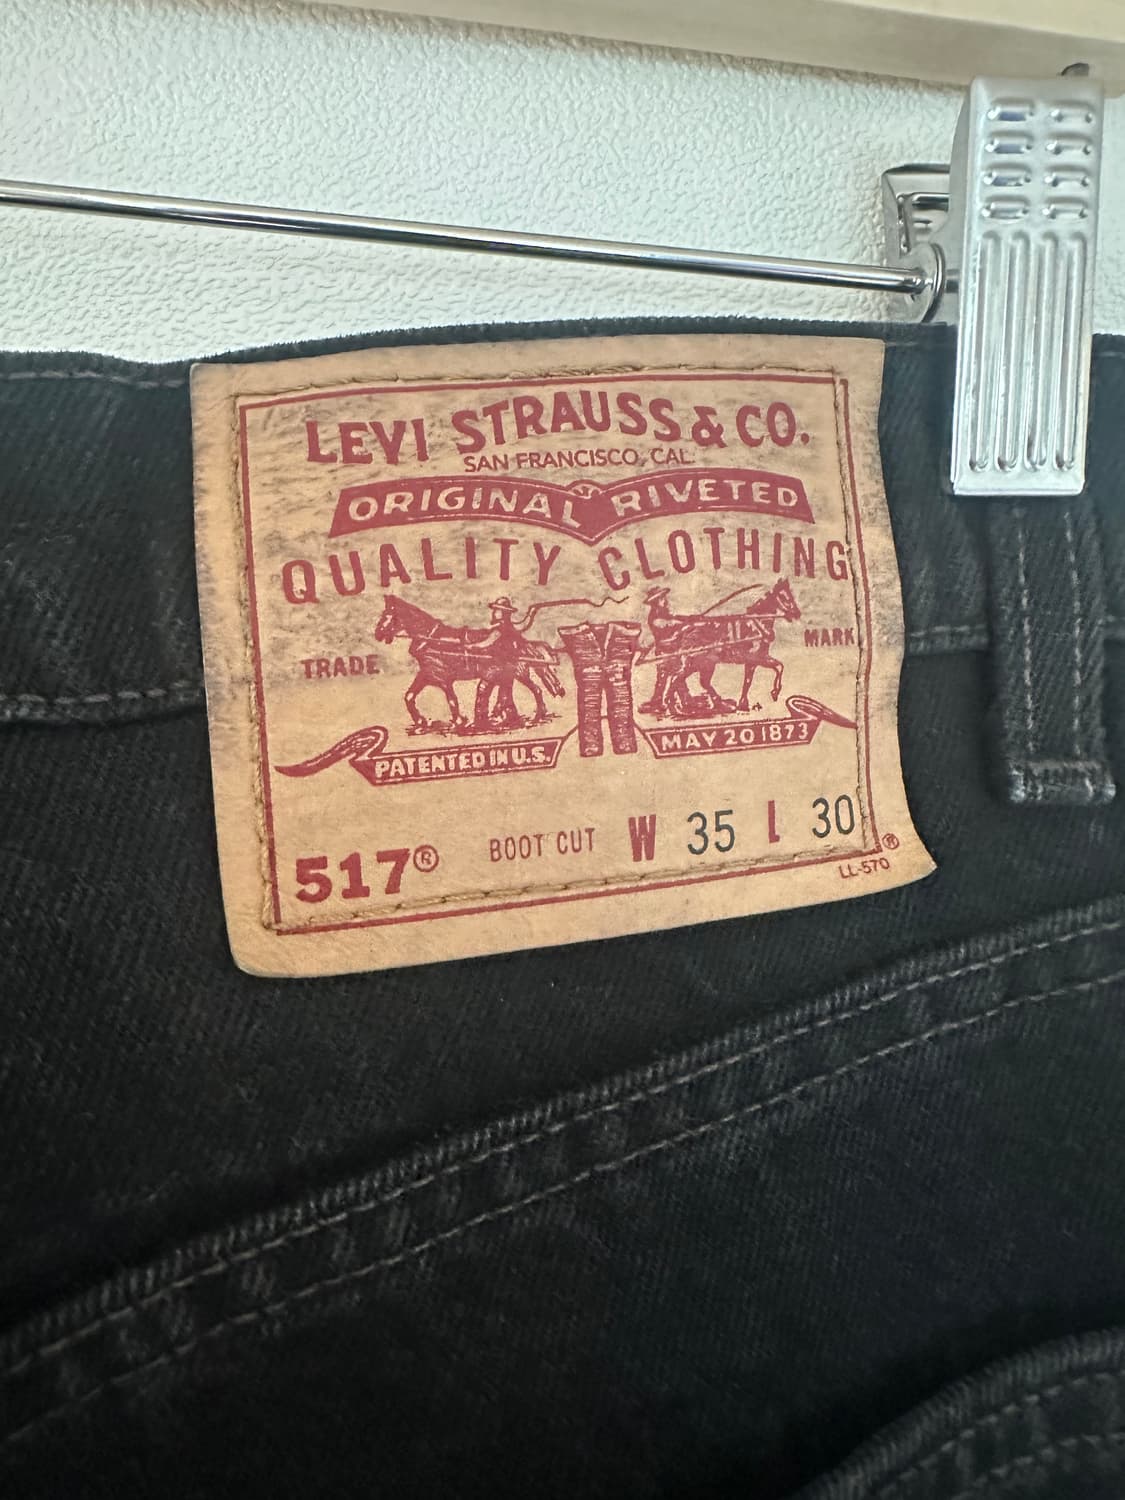 LEVI STRAUSS & CO.
SAN FRANCISCO, CAL.
ORIGINAL RIVETED
QUALITY CLOTHING
TRADE MARK
PATENTED IN U.S. MAY 20 1873
517® BOOT CUT W 35 L 30
®
LL-570